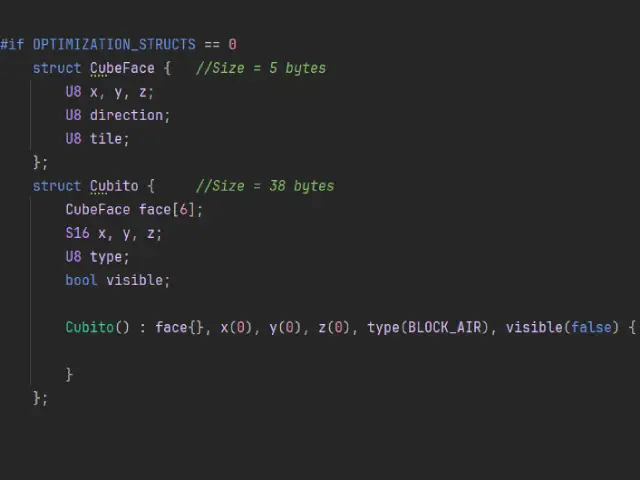 #if OPTIMIZATION_STRUCTS == 0
    struct CubeFace {   //Size = 5 bytes
        U8 x, y, z;
        U8 direction;
        U8 tile;
    };
    struct Cubito {     //Size = 38 bytes
        CubeFace face[6];
        S16 x, y, z;
        U8 type;
        bool visible;
        Cubito() : face{}, x(0), y(0), z(0), type(BLOCK_AIR), visible(false) {
        }
    };